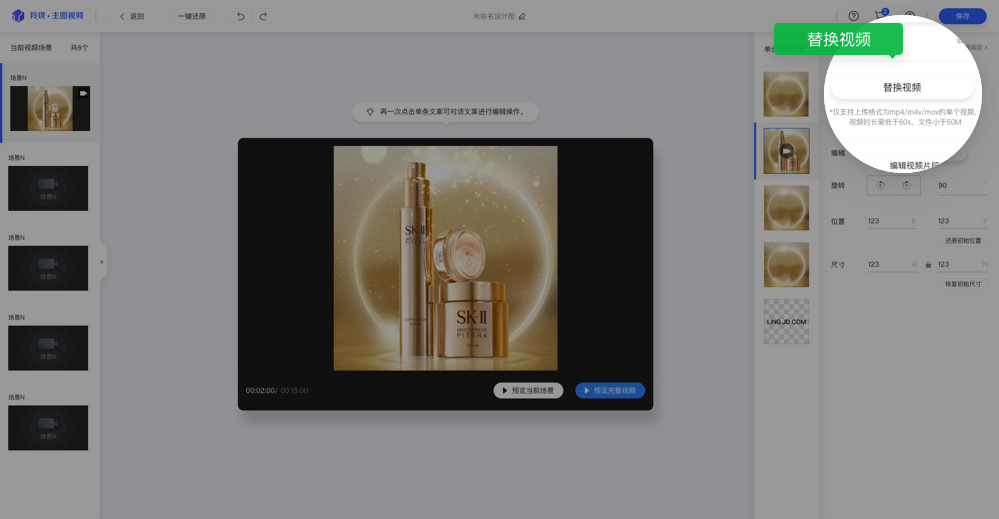 玲珑•主图视频
返回
一键还原
未命名设计图
2
保存
当前视频场景 共6个
场景N
场景N
场景N
场景N
场景N
场景N
场景N
场景N
场景N
再一次点击单条文案可对该文案进行编辑操作。
SK-II
SK-II
MASTERPIECE
PITERA
00:02:00/ 00:15:00
预览当前场景
预览完整视频
LING.JD.COM
替换视频
替换视频
*仅支持上传格式为mp4/m4v/mov的单个视频,
视频时长需低于60s，文件小于50M
编辑
编辑视频片段
旋转 90 °
位置 123 X 123 Y
还原初始位置
尺寸 123 W 123 H
恢复初始尺寸